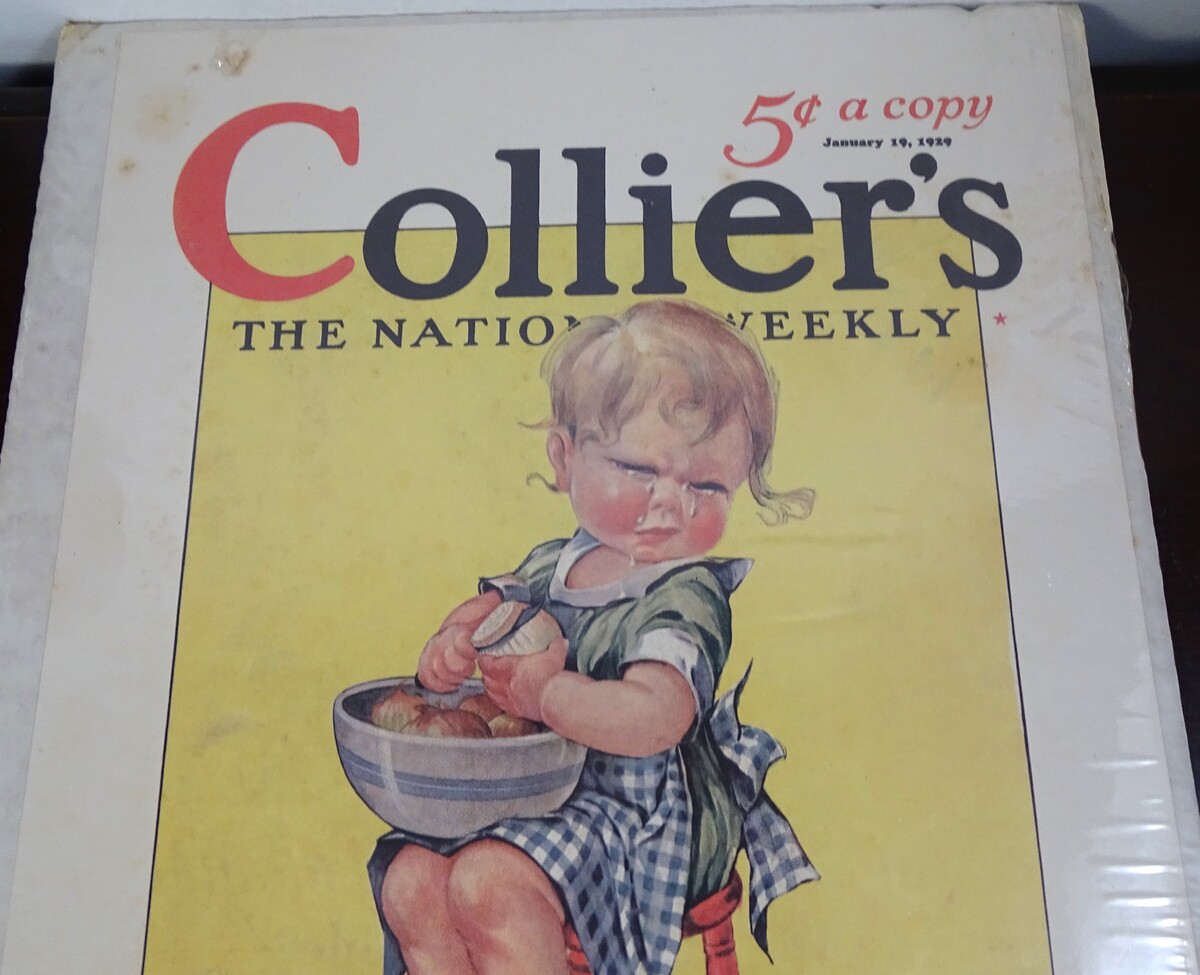 5¢ a copy
January 19, 1929
Collier's
THE NATIO WEEKLY